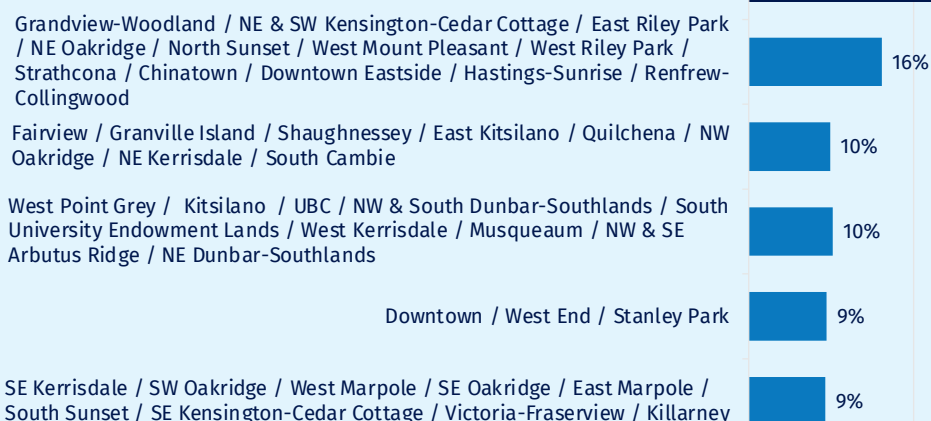 Grandview-Woodland / NE & SW Kensington-Cedar Cottage / East Riley Park
/ NE Oakridge / North Sunset / West Mount Pleasant / West Riley Park /
Strathcona / Chinatown / Downtown Eastside / Hastings-Sunrise / Renfrew-
Collingwood
16%
Fairview / Granville Island / Shaughnessey / East Kitsilano / Quilchena / NW
Oakridge / NE Kerrisdale / South Cambie
10%
West Point Grey / Kitsilano / UBC / NW & South Dunbar-Southlands / South
University Endowment Lands / West Kerrisdale / Musqueaum / NW & SE
Arbutus Ridge / NE Dunbar-Southlands
10%
Downtown / West End / Stanley Park
9%
SE Kerrisdale / SW Oakridge / West Marpole / SE Oakridge / East Marpole /
South Sunset / SE Kensington-Cedar Cottage / Victoria-Fraserview / Killarney
9%